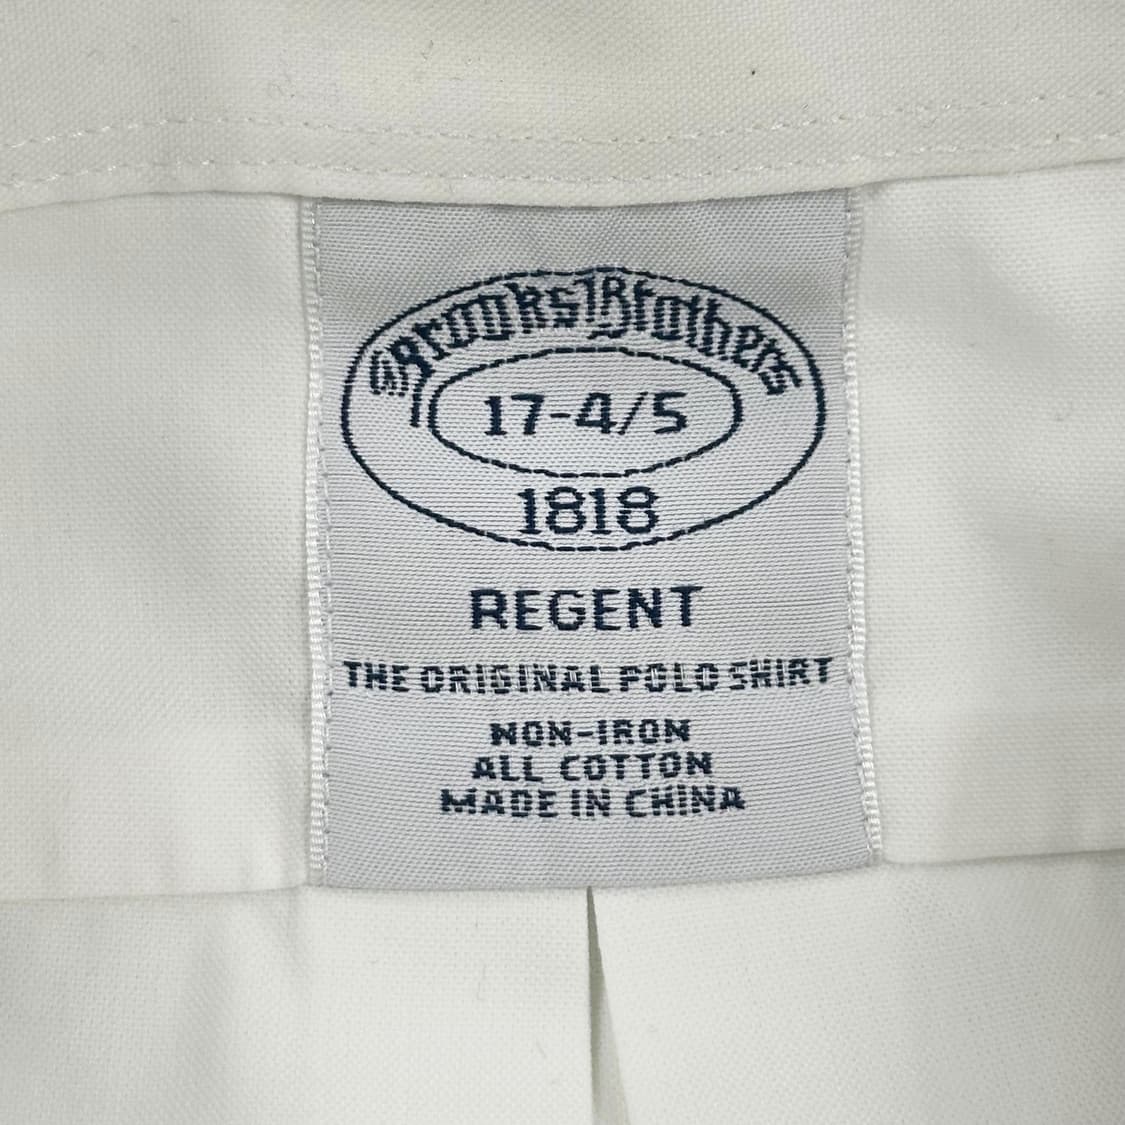 Brooks Brothers
17-4/5
1818
REGENT
THE ORIGINAL POLO SHIRT
NON-IRON
ALL COTTON
MADE IN CHINA